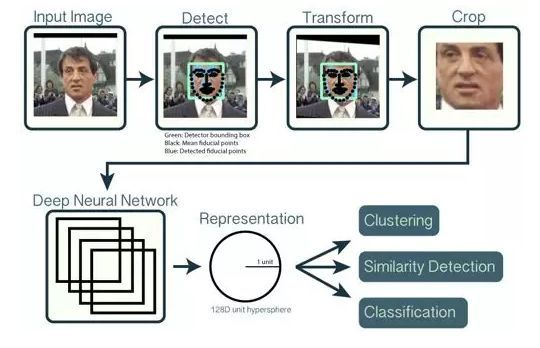 Input Image
Detect
Transform
Crop
Green: Detector bounding box
Black: Mean fiducial points
Blue: Detected fiducial points
Deep Neural Network
Representation
1 unit
128D unit hypersphere
Clustering
Similarity Detection
Classification